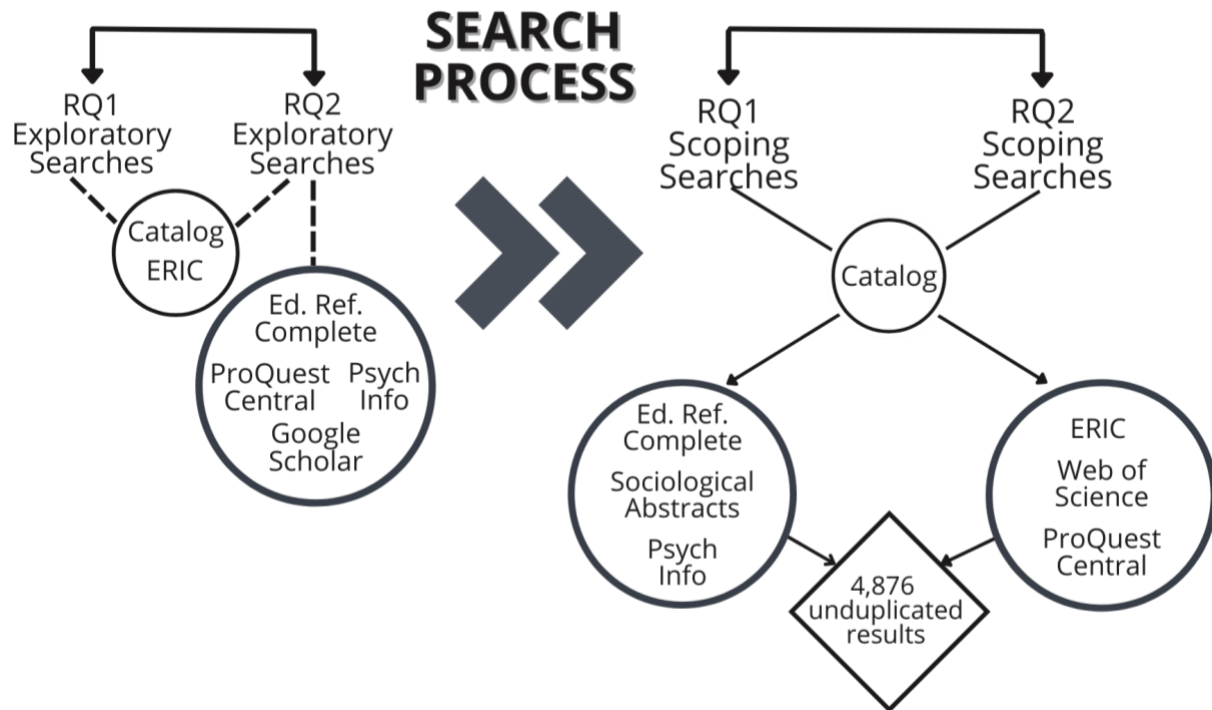 SEARCH
PROCESS
RQ1
Exploratory
Searches
RQ2
Exploratory
Searches
Catalog
ERIC
Ed. Ref.
Complete
ProQuest
Central
Psych
Info
Google
Scholar
RQ1
Scoping
Searches
RQ2
Scoping
Searches
Catalog
Ed. Ref.
Complete
Sociological
Abstracts
Psych
Info
ERIC
Web of
Science
ProQuest
Central
4,876
unduplicated
results